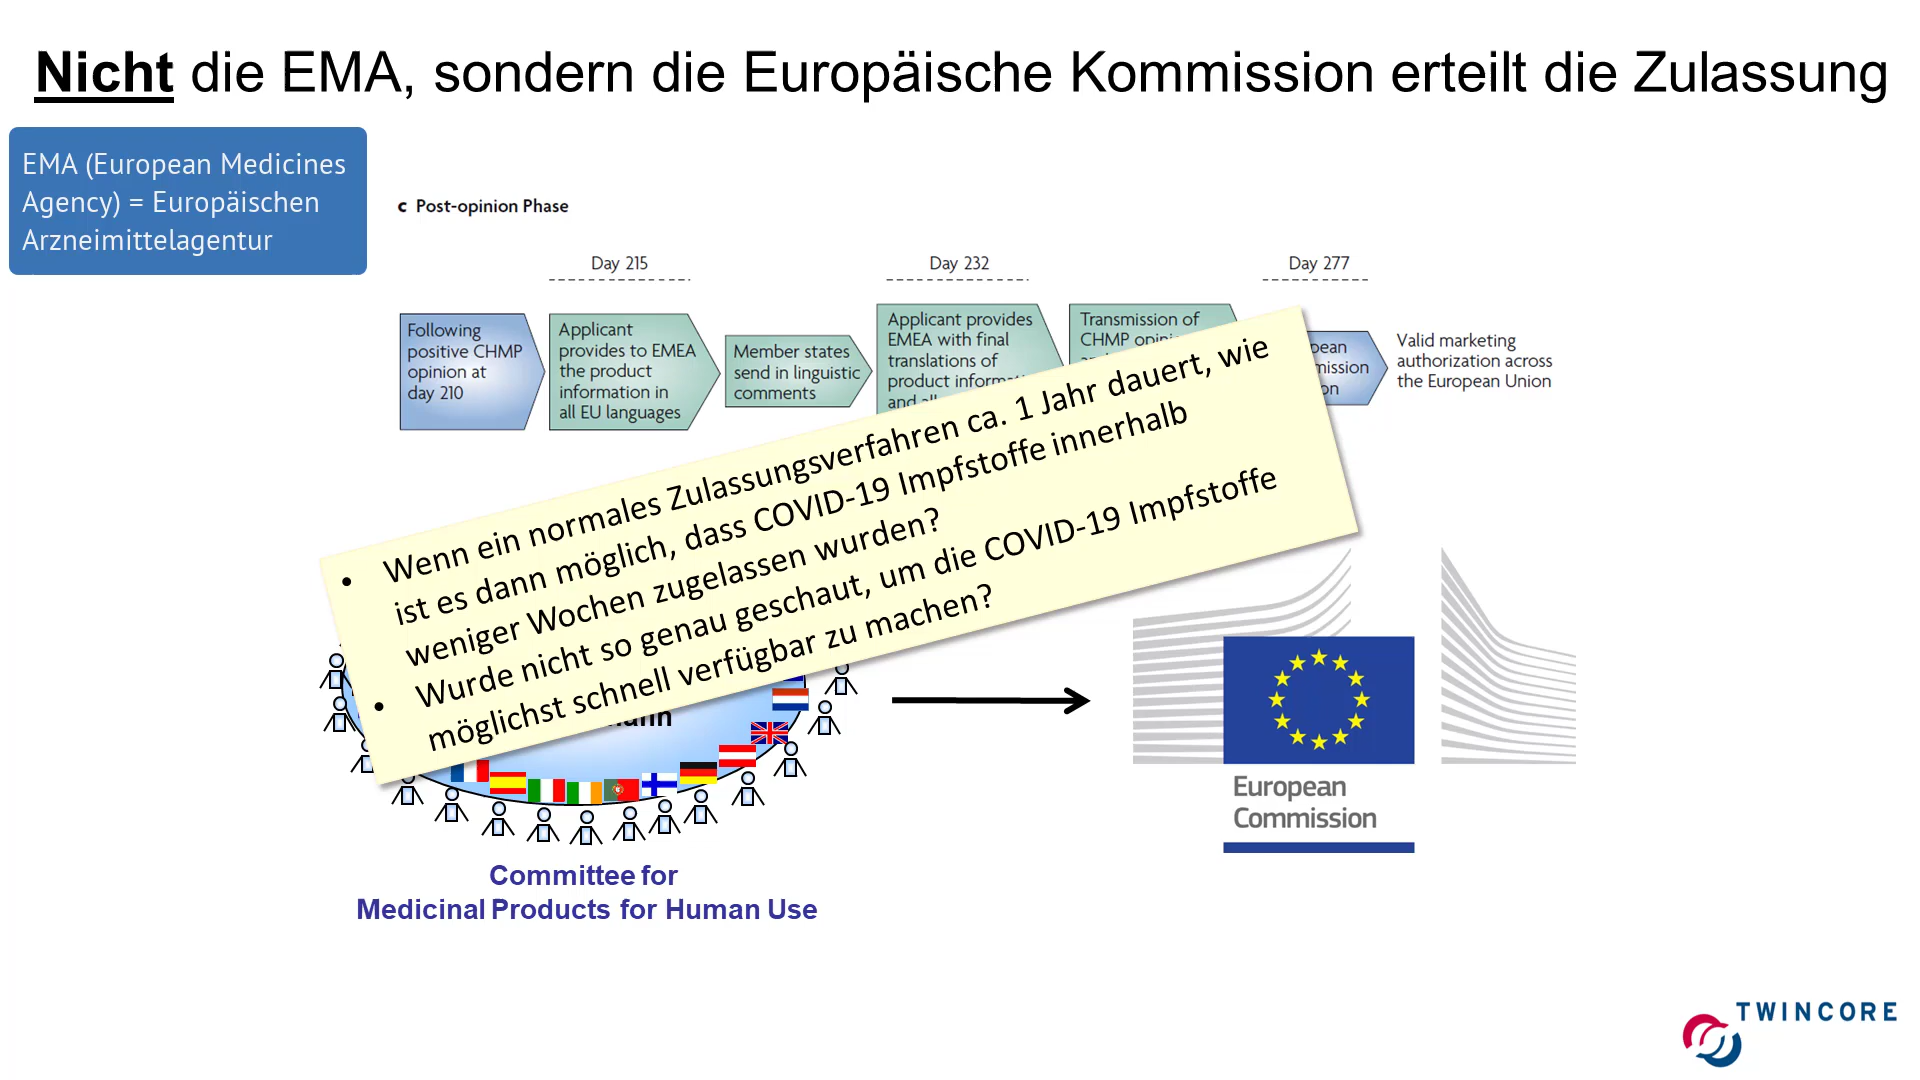 Nicht die EMA, sondern die Europäische Kommission erteilt die Zulassung
EMA (European Medicines
Agency) = Europäischen
Arzneimittelagentur
c Post-opinion Phase
Day 215
Day 232
Day 277
Following
positive CHMP
opinion at
day 210
Applicant
provides to EMEA
the product
information in
all EU languages
Member states
send in linguistic
comments
Applicant provides
EMEA with final
translations of
product
and
Transmission of
CHMP
Valid marketing
authorization across
the European Union
• Wenn ein normales Zulassungsverfahren ca. 1 Jahr dauert, wie
ist es dann möglich, dass COVID-19 Impfstoffe innerhalb
weniger Wochen zugelassen wurden?
• Wurde nicht so genau geschaut, um die COVID-19 Impfstoffe
möglichst schnell verfügbar zu machen?
European
Commission
Committee for
Medicinal Products for Human Use
TWINCORE